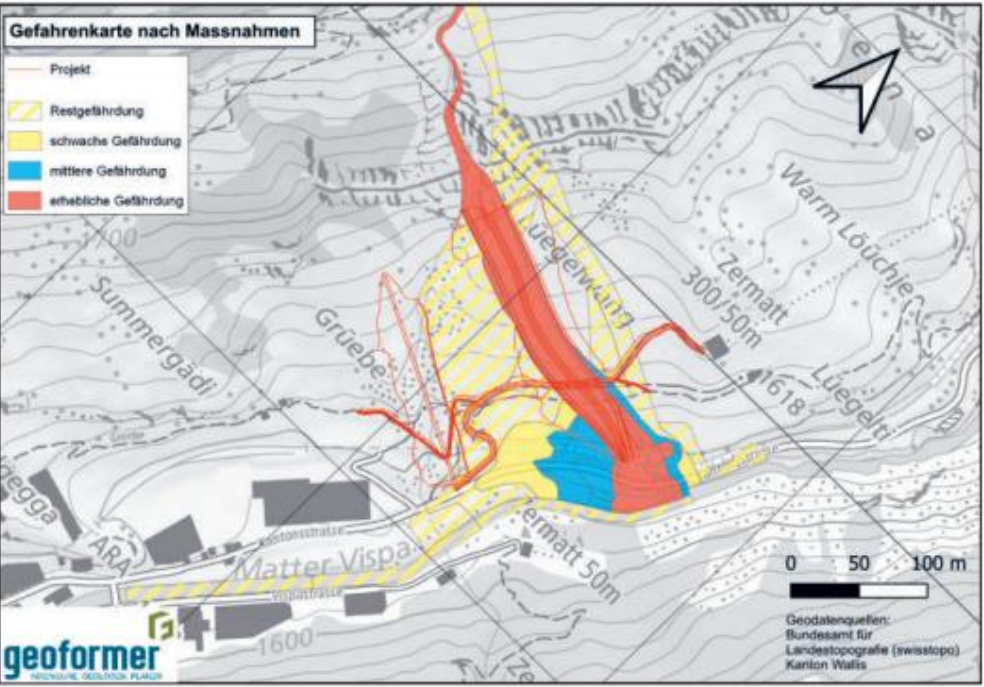 Gefahrenkarte nach Massnahmen
Projekt
Restgefährdung
schwache Gefährdung
mittlere Gefährdung
erhebliche Gefährdung
1700
Summergädi
Grüebe
Lüegelwang
Warm Löüchje
Zermatt
300/50m
1618
Lüegelti
egga
ARA
Kantonsstrasse
Matter Vispa
Vispastrasse
Zermatt 50m
1600
0 50 100 m
Geodatenquellen:
Bundesamt für
Landestopografie (swisstopo)
Kanton Wallis
geoformer